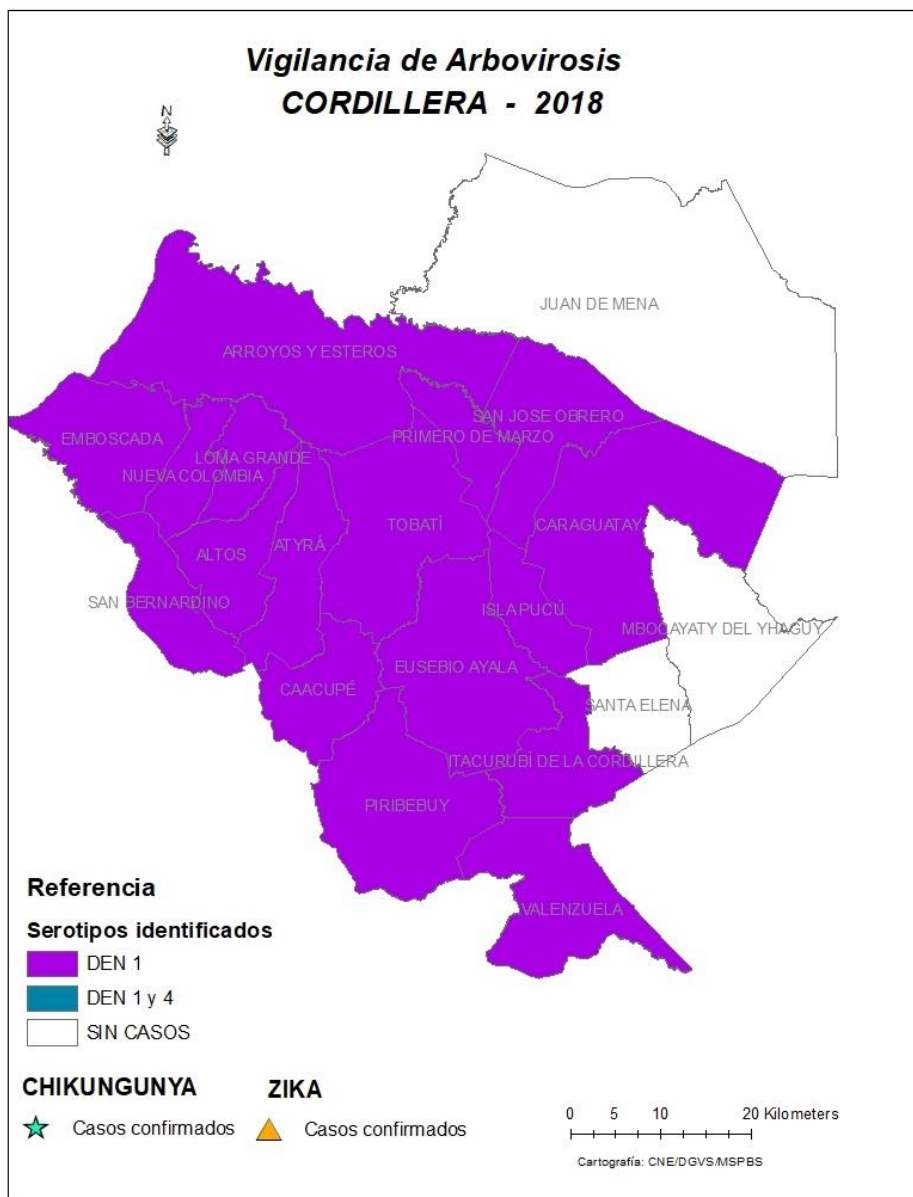 Vigilancia de Arbovirosis
CORDILLERA - 2018
N
JUAN DE MENA
ARROYOS Y ESTEROS
SAN JOSE OBRERO
PRIMERO DE MARZO
EMBOSCADA
LOMA GRANDE
NUEVA COLOMBIA
TOBATÍ
CARAGUATAY
ALTOS
ATYRÁ
SAN BERNARDINO
ISLA PUCÚ
MBOCAYATY DEL YHAGUY
EUSEBIO AYALA
CAACUPÉ
SANTA ELENA
ITACURUBÍ DE LA CORDILLERA
PIRIBEBUY
VALENZUELA
Referencia
Serotipos identificados
DEN 1
DEN 1 y 4
SIN CASOS
CHIKUNGUNYA ZIKA
Casos confirmados Casos confirmados
0 5 10 20 Kilometers
Cartografía: CNE/DGVS/MSPBS